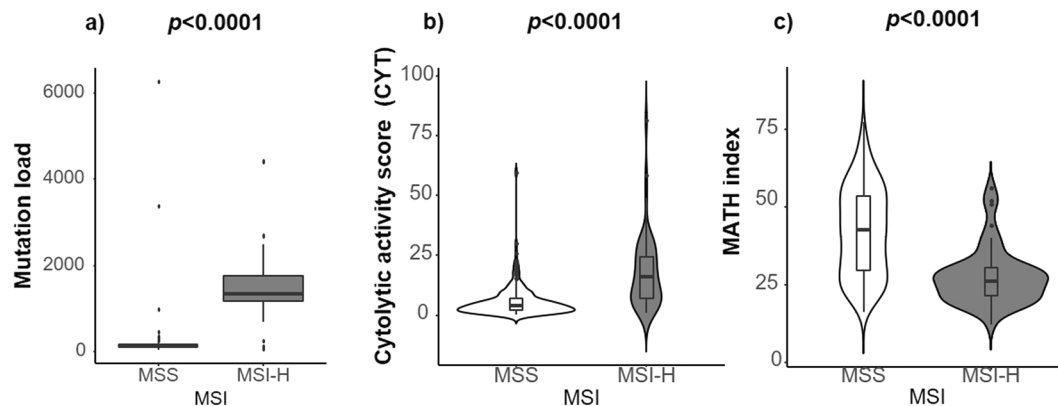 a)
p<0.0001
Mutation load
6000
4000
2000
0
MSS
MSI-H
MSI
b)
p<0.0001
Cytolytic activity score (CYT)
100
75
50
25
0
MSS
MSI-H
MSI
c)
p<0.0001
MATH index
75
50
25
0
MSS
MSI-H
MSI